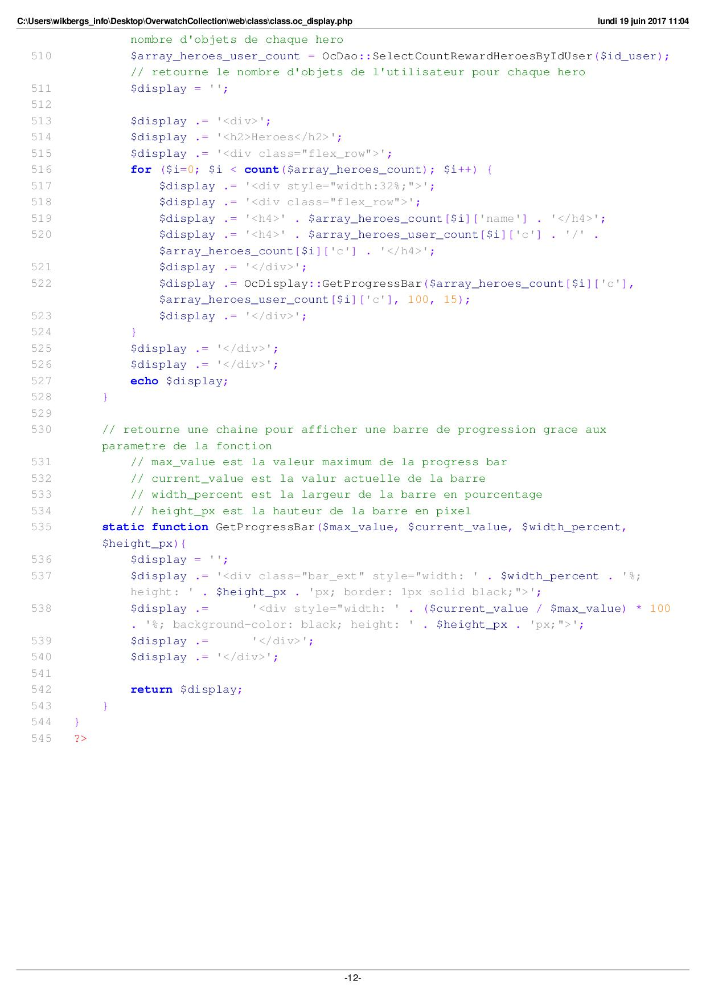 C:\Users\wikbergs_info\Desktop\OverwatchCollection\web\class\class.oc_display.php lundi 19 juin 2017 11:04
nombre d'objets de chaque hero
510 $array_heroes_user_count = OcDao::SelectCountRewardHeroesByIdUser($id_user);
// retourne le nombre d'objets de l'utilisateur pour chaque hero
511 $display = '';
512
513 $display .= '<div>';
514 $display .= '<h2>Heroes</h2>';
515 $display .= '<div class="flex_row">';
516 for ($i=0; $i < count($array_heroes_count); $i++) {
517 $display .= '<div style="width:32%;">';
518 $display .= '<div class="flex_row">';
519 $display .= '<h4>' . $array_heroes_count[$i]['name'] . '</h4>';
520 $display .= '<h4>' . $array_heroes_user_count[$i]['c'] . '/' .
$array_heroes_count[$i]['c'] . '</h4>';
521 $display .= '</div>';
522 $display .= OcDisplay::GetProgressBar($array_heroes_count[$i]['c'],
$array_heroes_user_count[$i]['c'], 100, 15);
523 $display .= '</div>';
524 }
525 $display .= '</div>';
526 $display .= '</div>';
527 echo $display;
528 }
529
530 // retourne une chaine pour afficher une barre de progression grace aux
parametre de la fonction
531 // max_value est la valeur maximum de la progress bar
532 // current_value est la valur actuelle de la barre
533 // width_percent est la largeur de la barre en pourcentage
534 // height_px est la hauteur de la barre en pixel
535 static function GetProgressBar($max_value, $current_value, $width_percent,
$height_px){
536 $display = '';
537 $display .= '<div class="bar_ext" style="width: ' . $width_percent . '%;
height: ' . $height_px . 'px; border: 1px solid black;">';
538 $display .=      '<div style="width: ' . ($current_value / $max_value) * 100
. '%; background-color: black; height: ' . $height_px . 'px;">';
539 $display .=      '</div>';
540 $display .= '</div>';
541
542 return $display;
543 }
544 }
545 ?>
-12-